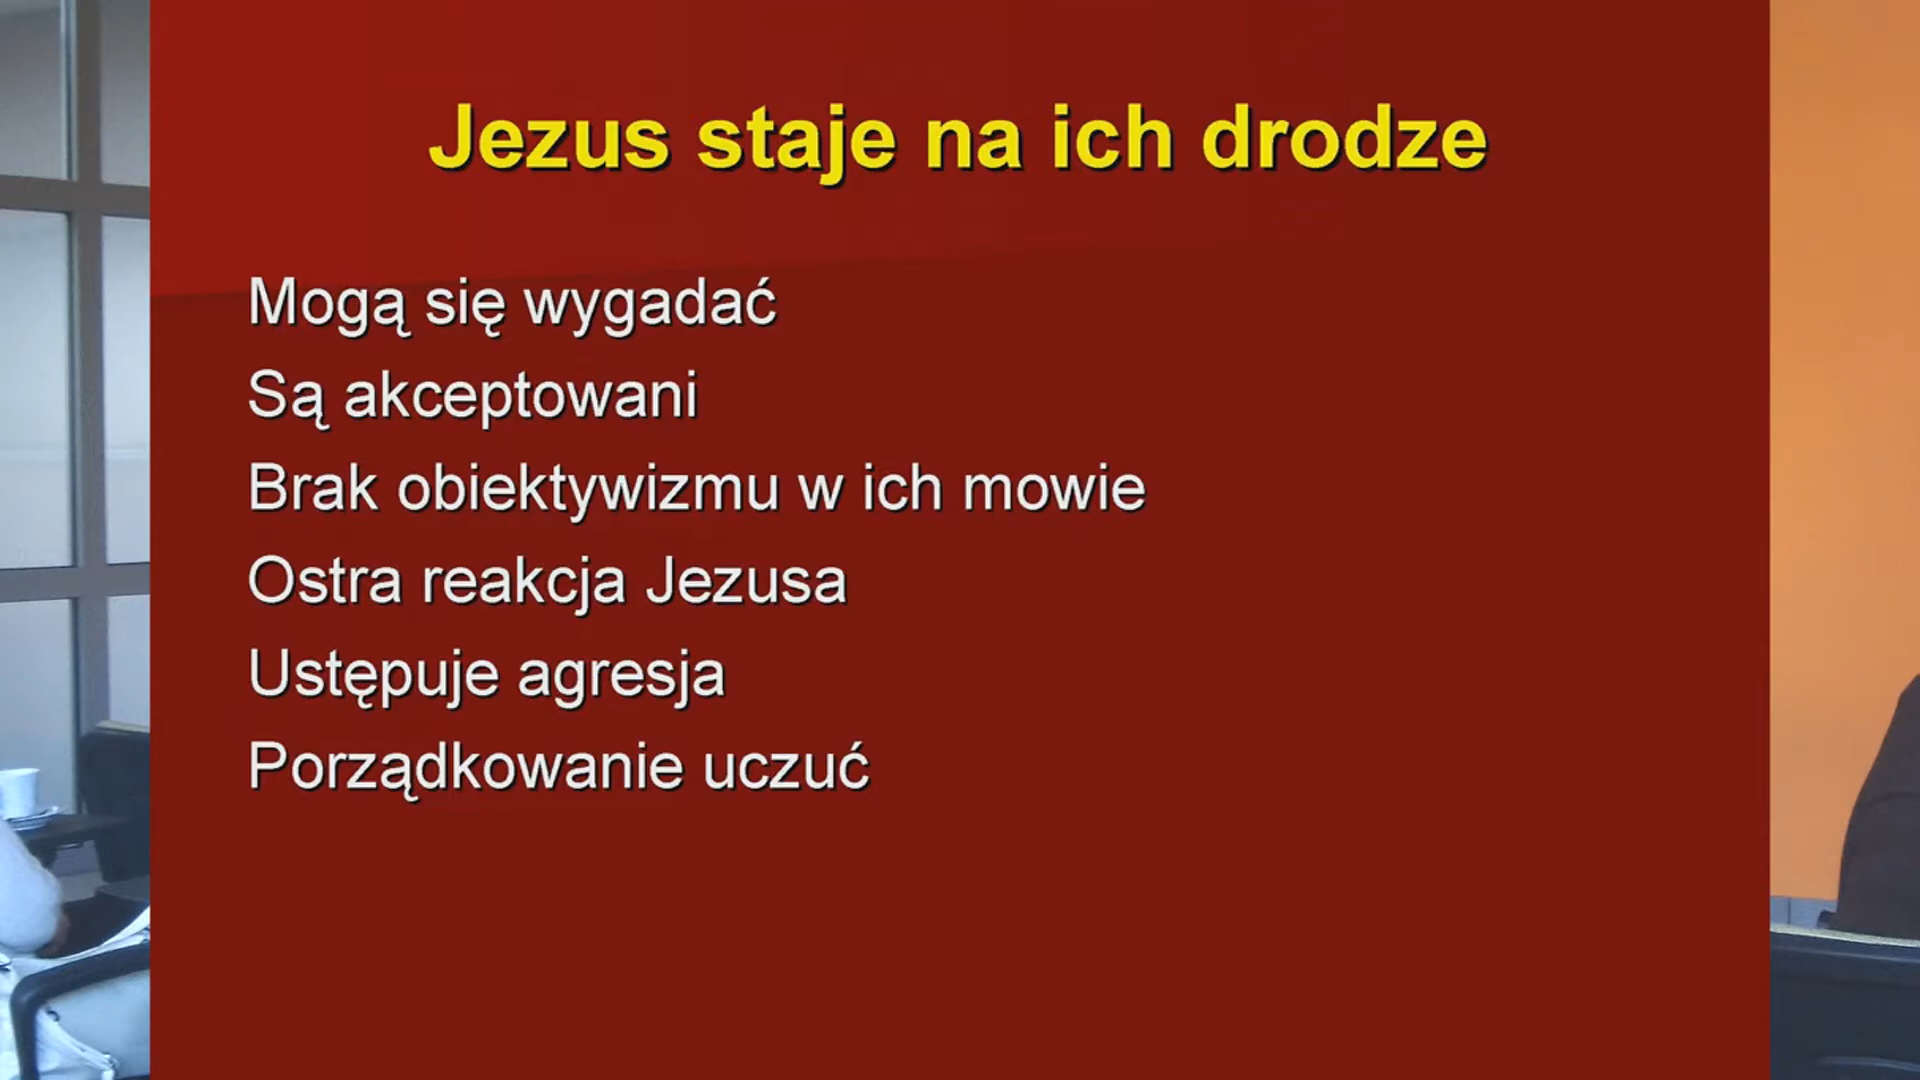 Jezus staje na ich drodze
Mogą się wygadać
Są akceptowani
Brak obiektywizmu w ich mowie
Ostra reakcja Jezusa
Ustępuje agresja
Porządkowanie uczuć